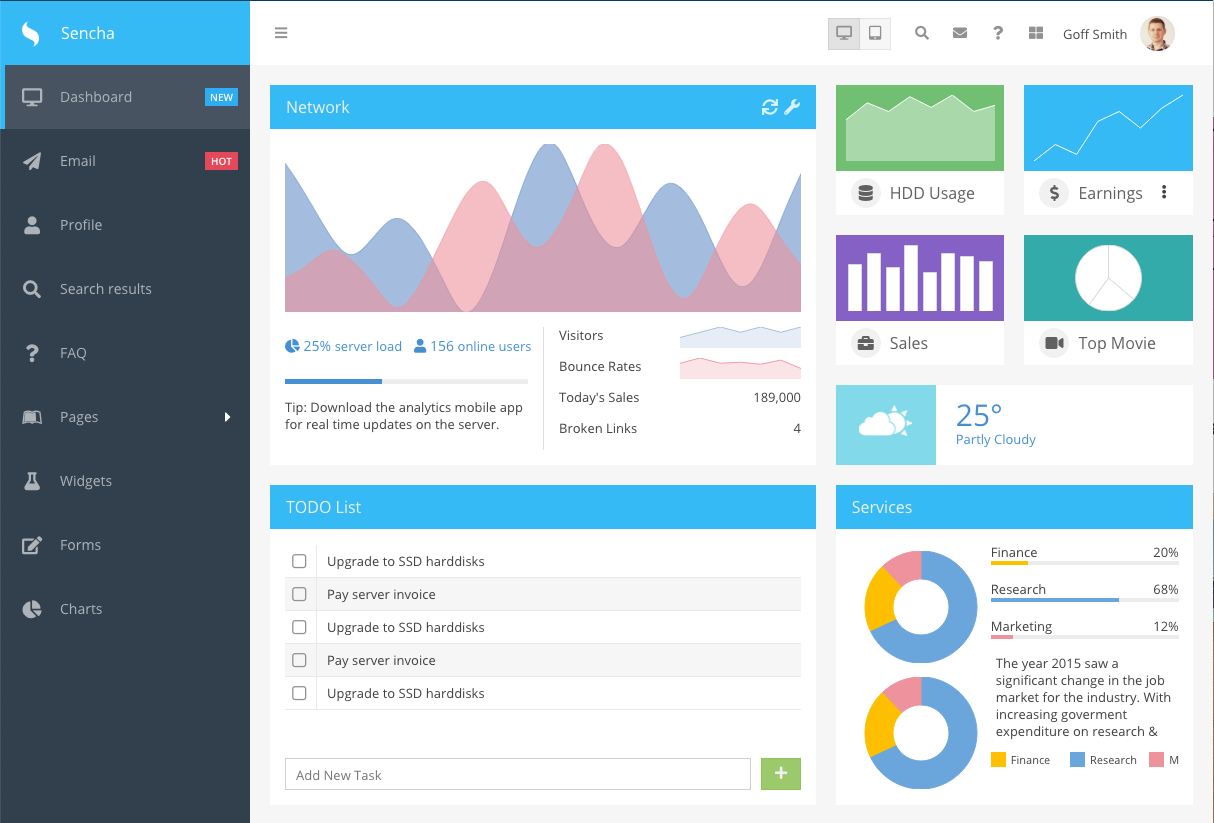 Sencha
Goff Smith
Dashboard
NEW
Email
HOT
Profile
Search results
FAQ
Pages
Widgets
Forms
Charts
Network
25% server load
156 online users
Tip: Download the analytics mobile app
for real time updates on the server.
Visitors
Bounce Rates
Today's Sales 189,000
Broken Links 4
HDD Usage
Earnings
Sales
Top Movie
25°
Partly Cloudy
TODO List
Upgrade to SSD harddisks
Pay server invoice
Upgrade to SSD harddisks
Pay server invoice
Upgrade to SSD harddisks
Add New Task
Services
Finance 20%
Research 68%
Marketing 12%
The year 2015 saw a
significant change in the job
market for the industry. With
increasing goverment
expenditure on research &
Finance Research M